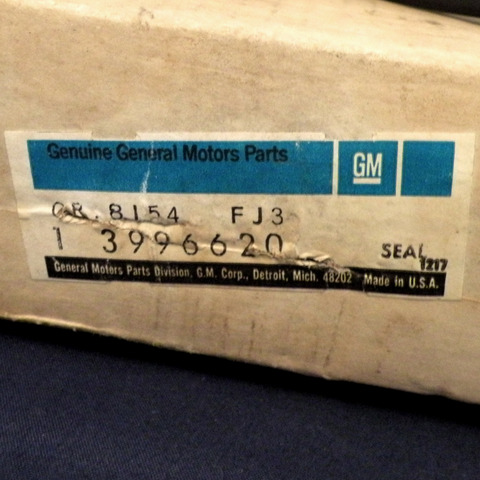 Genuine General Motors Parts
GM
GR. 8154 FJ3
1 3996620 SEAL
1217
General Motors Parts Division, G.M. Corp., Detroit, Mich. 48202 Made in U.S.A.